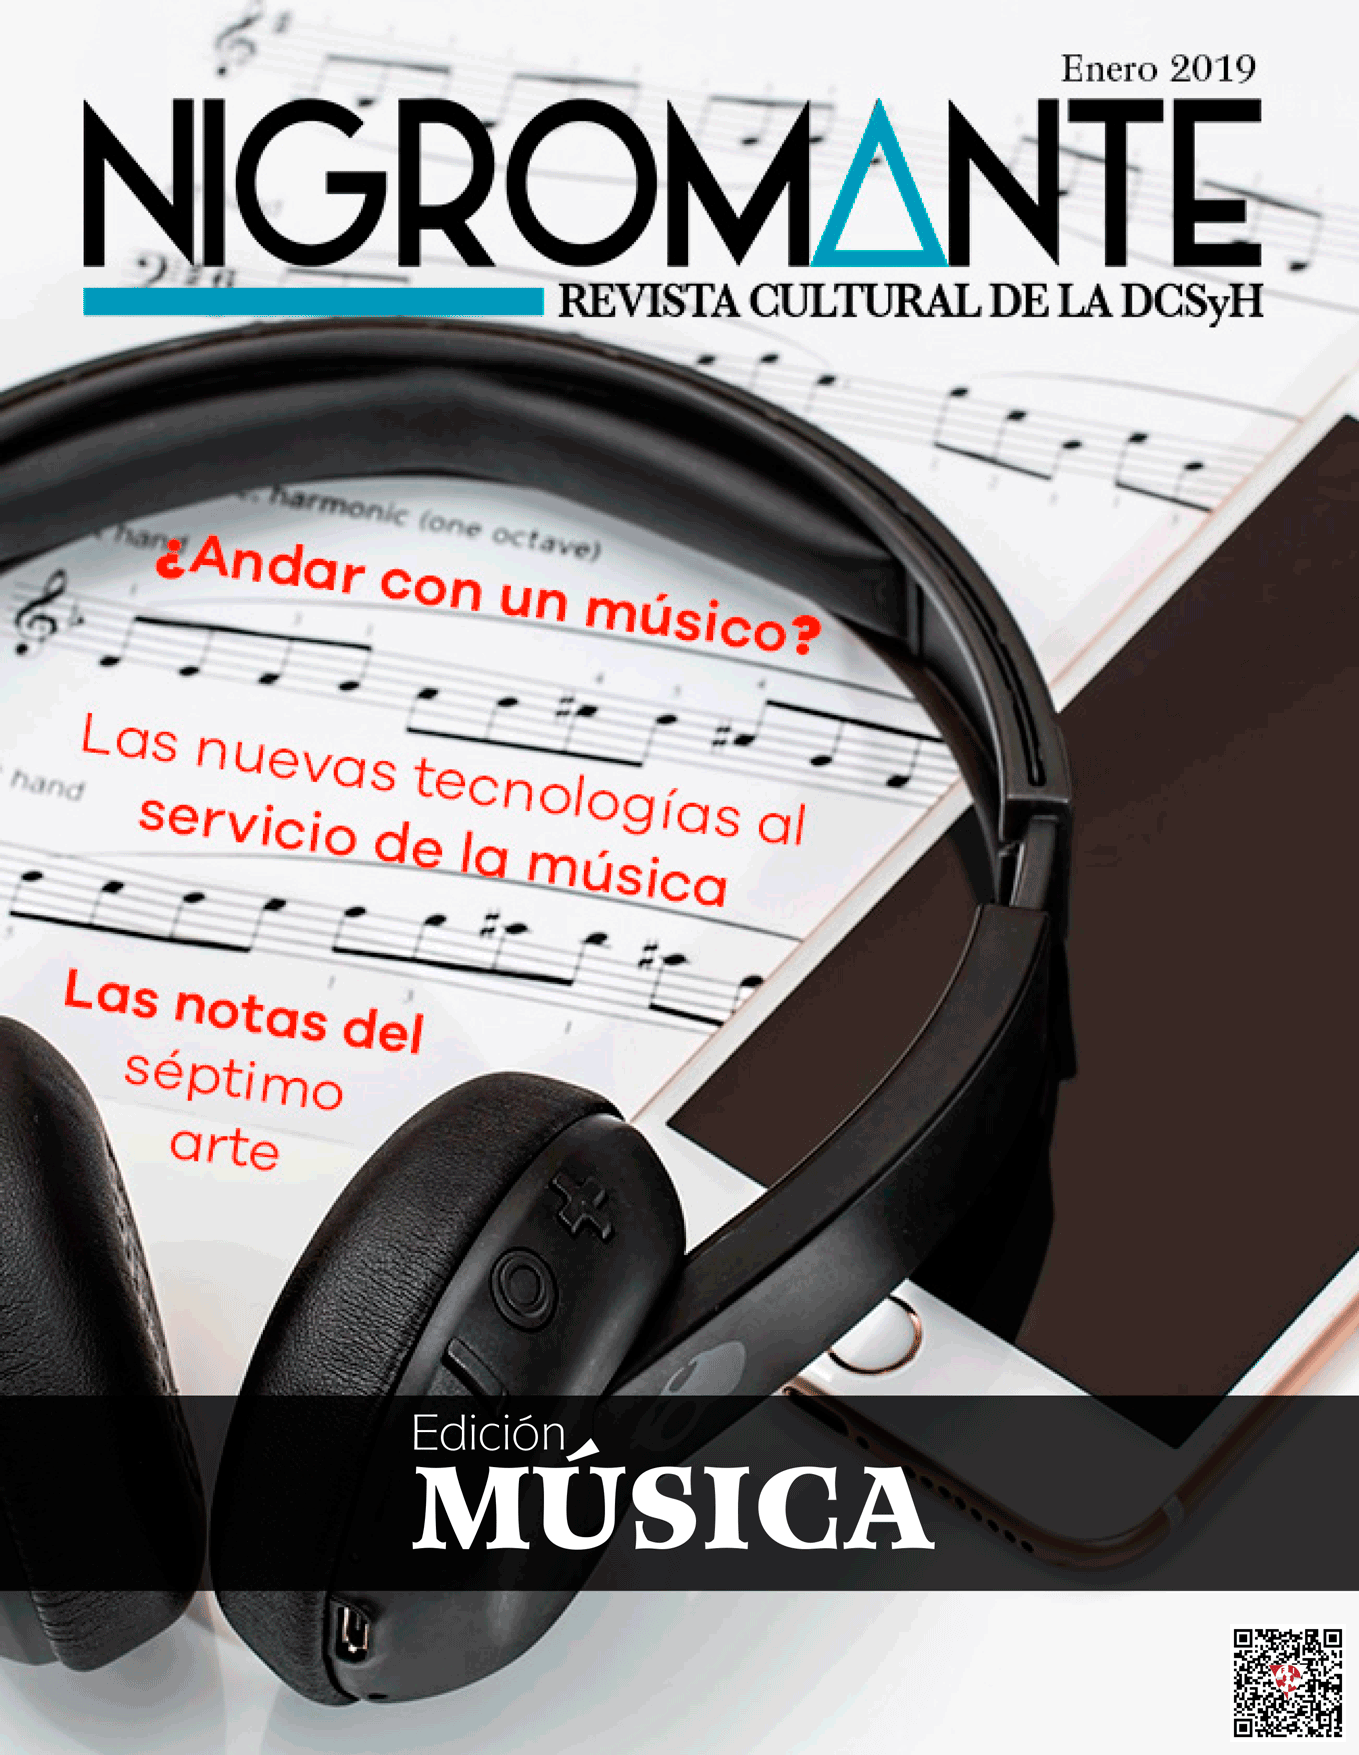 Enero 2019
NIGROMANTE
REVISTA CULTURAL DE LA DCSyH
harmonic (one octave)
hand
¿Andar con un músico?
Las nuevas tecnologías al
hand
servicio de la música
Las notas del
séptimo
arte
Edición
MÚSICA